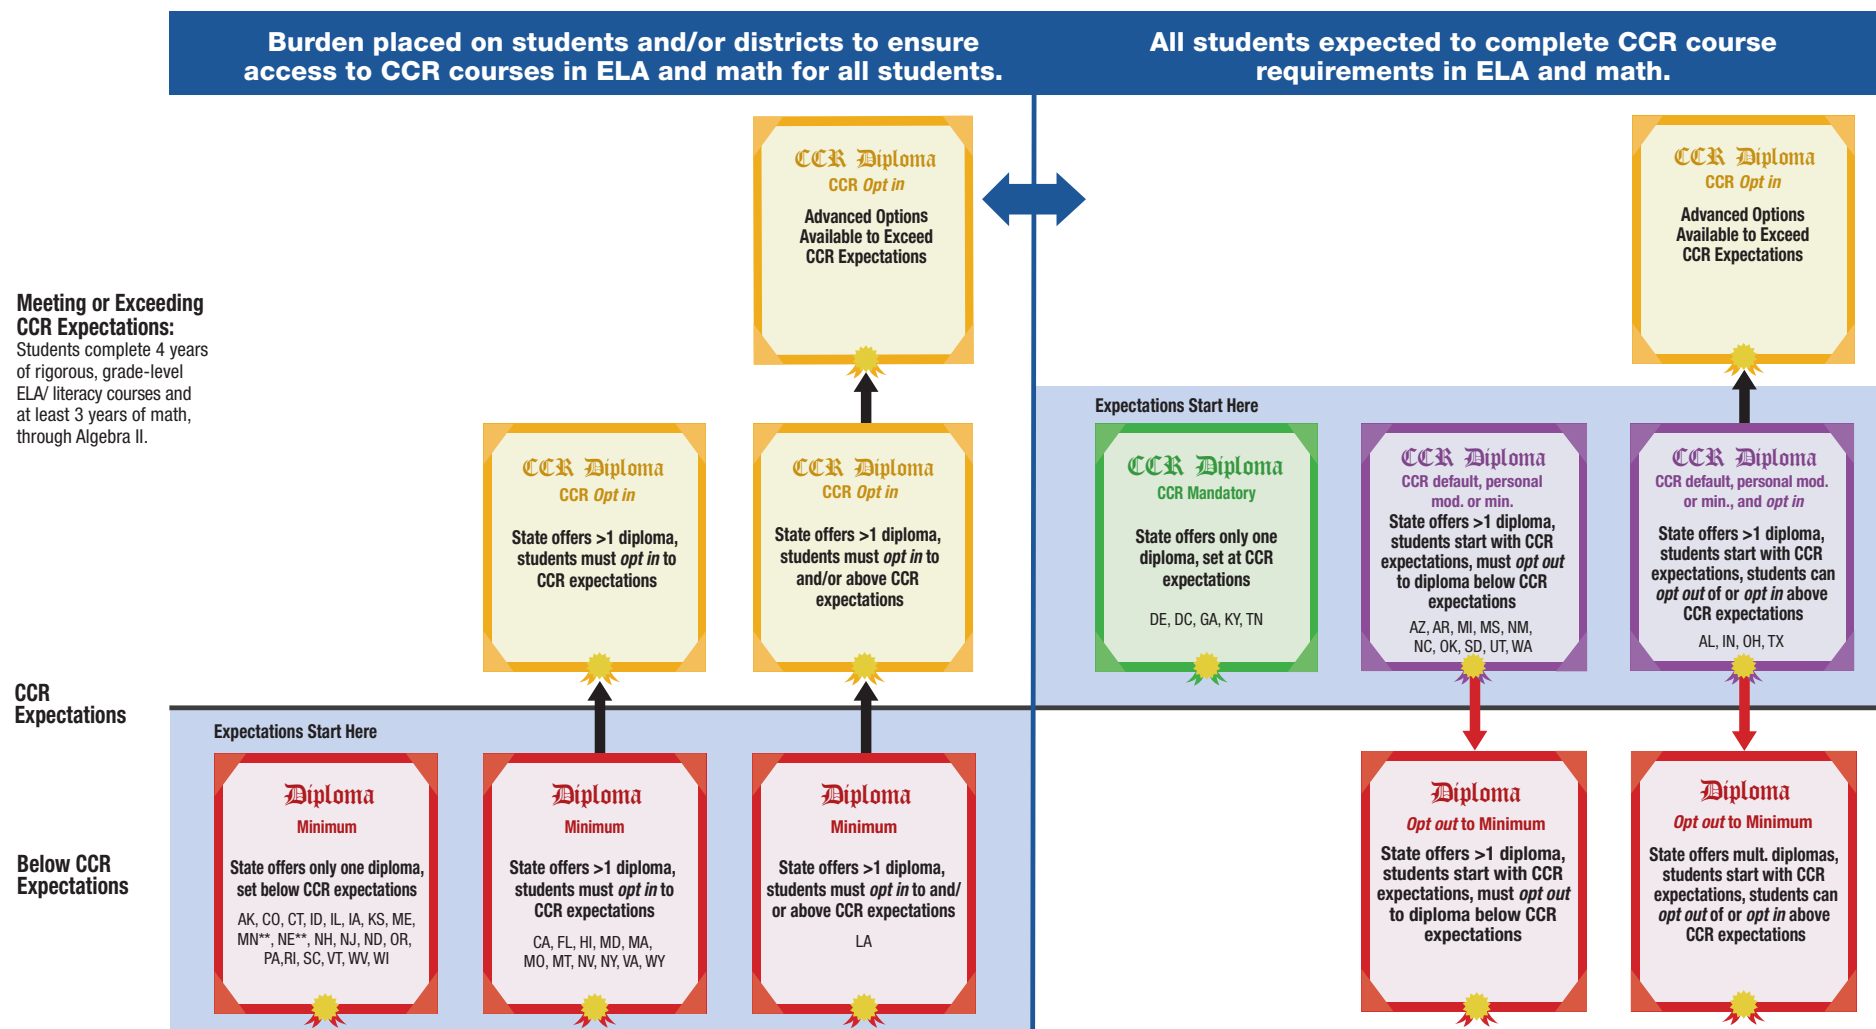 Burden placed on students and/or districts to ensure
access to CCR courses in ELA and math for all students.
All students expected to complete CCR course
requirements in ELA and math.
CCR Diploma
CCR Opt in
Advanced Options
Available to Exceed
CCR Expectations
CCR Diploma
CCR Opt in
Advanced Options
Available to Exceed
CCR Expectations
Meeting or Exceeding
CCR Expectations:
Students complete 4 years
of rigorous, grade-level
ELA/ literacy courses and
at least 3 years of math,
through Algebra II.
CCR Diploma
CCR Opt in
State offers >1 diploma,
students must opt in to
CCR expectations
CCR Diploma
CCR Opt in
State offers >1 diploma,
students must opt in to
and/or above CCR
expectations
Expectations Start Here
CCR Diploma
CCR Mandatory
State offers only one
diploma, set at CCR
expectations
DE, DC, GA, KY, TN
CCR Diploma
CCR default, personal
mod. or min.
State offers >1 diploma,
students start with CCR
expectations, must opt out
to diploma below CCR
expectations
AZ, AR, MI, MS, NM,
NC, OK, SD, UT, WA
CCR Diploma
CCR default, personal mod.
or min., and opt in
State offers >1 diploma,
students start with CCR
expectations, students can
opt out of or opt in above
CCR expectations
AL, IN, OH, TX
CCR
Expectations
Expectations Start Here
Below CCR
Expectations
Diploma
Minimum
State offers only one diploma,
set below CCR expectations
AK, CO, CT, ID, IL, IA, KS, ME,
MN**, NE**, NH, NJ, ND, OR,
PA,RI, SC, VT, WV, WI
Diploma
Minimum
State offers >1 diploma,
students must opt in to
CCR expectations
CA, FL, HI, MD, MA,
MO, MT, NV, NY, VA, WY
Diploma
Minimum
State offers >1 diploma,
students must opt in to and/
or above CCR expectations
LA
Diploma
Opt out to Minimum
State offers >1 diploma,
students start with CCR
expectations, must opt out
to diploma below CCR
expectations
Diploma
Opt out to Minimum
State offers mult. diplomas,
students start with CCR
expectations, students can
opt out of or opt in above
CCR expectations